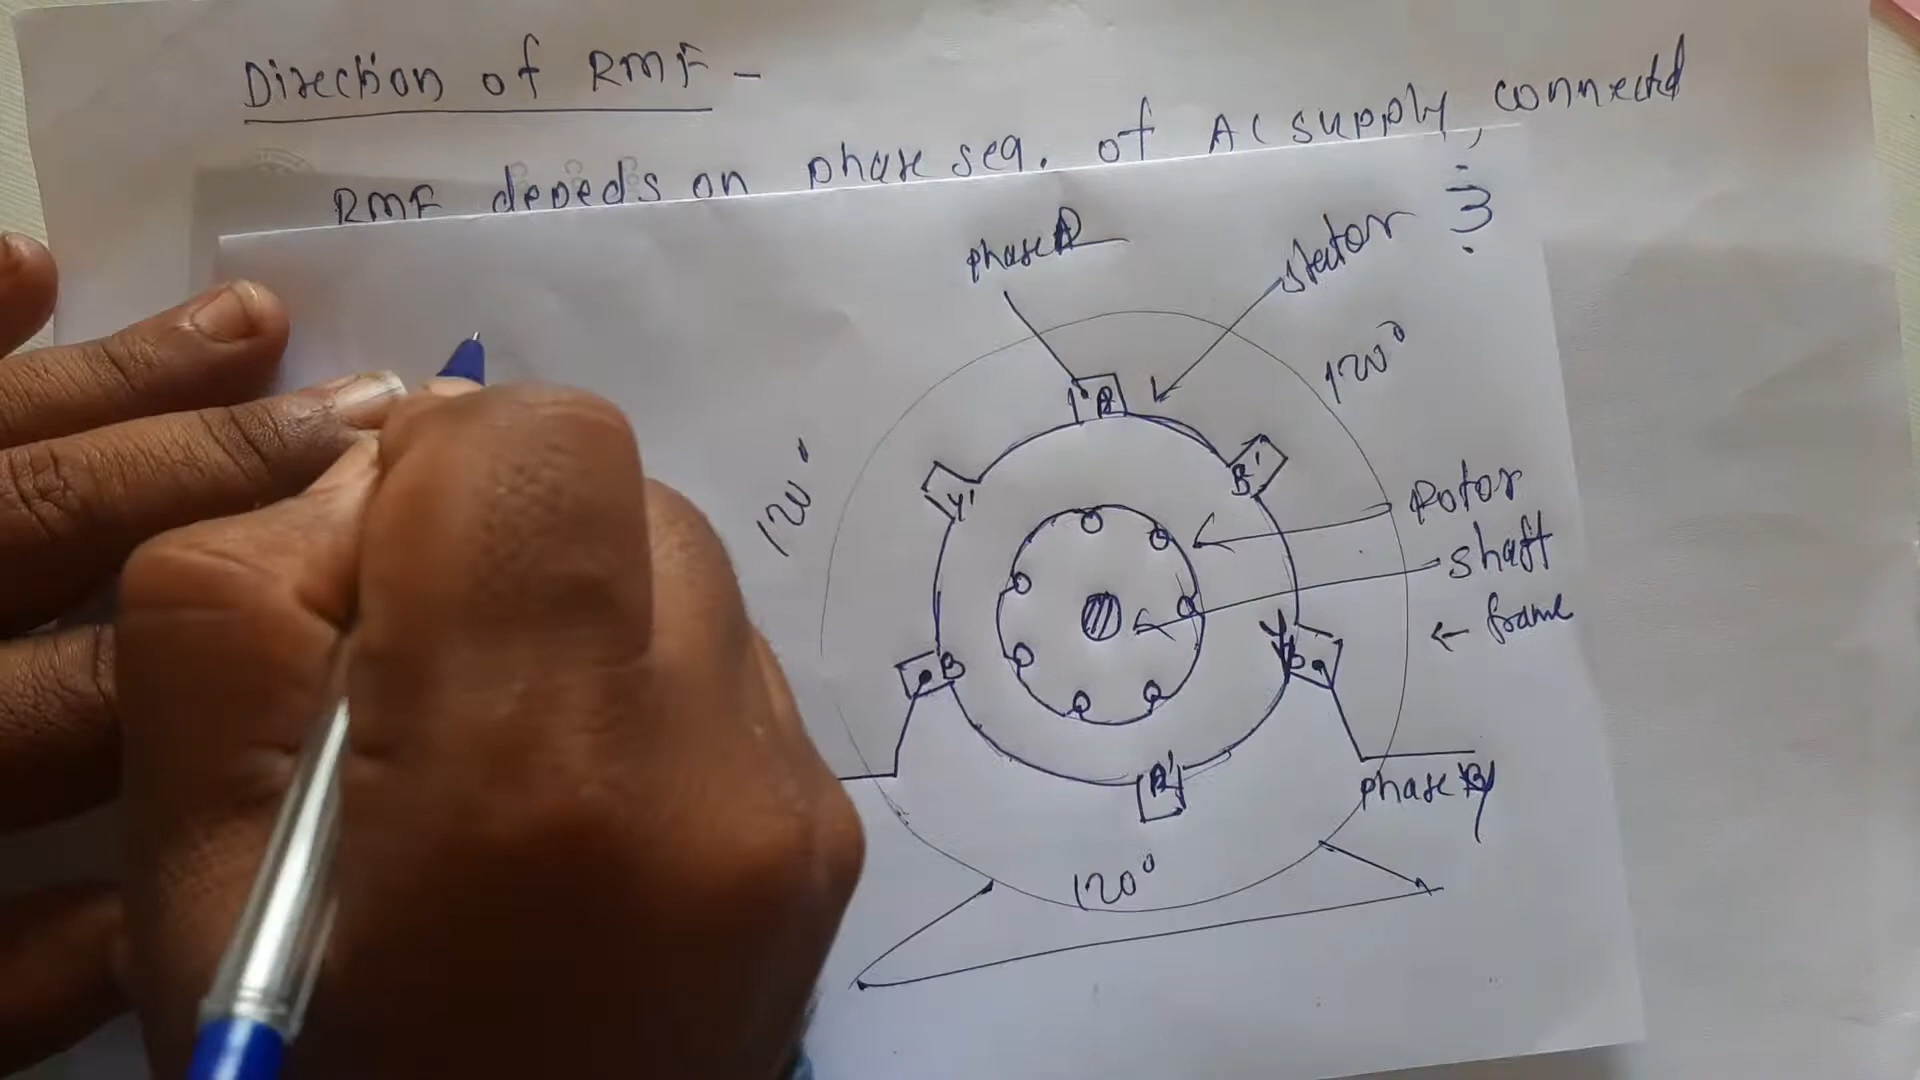 Direction of RMF -
RMF depeds on phase seq. of AC supply, connected
phase
stator
3
120°
120°
B'
Y'
Rotor
shaft
frame
B
phase
R'
120°